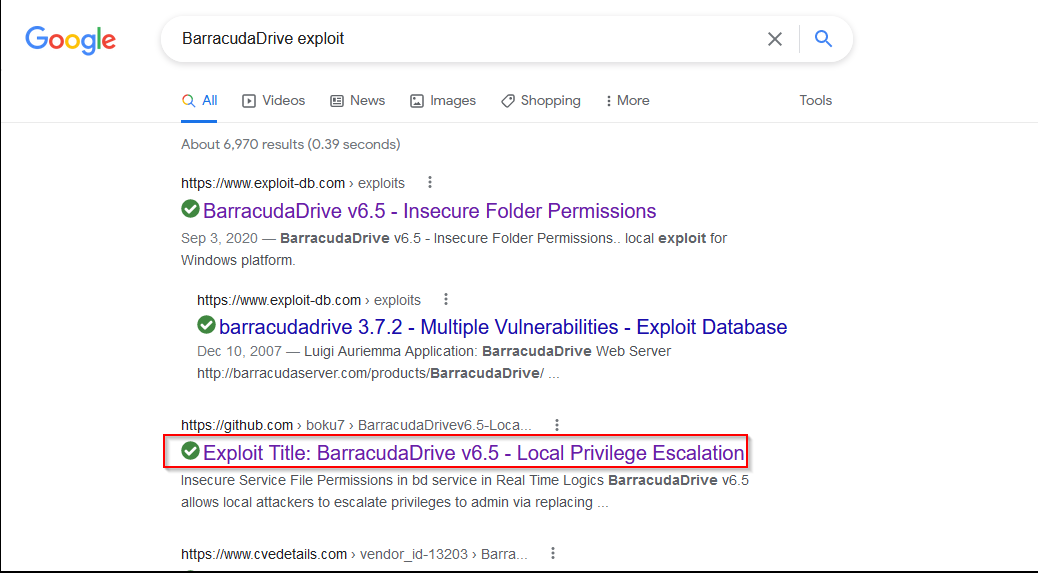 Google
BarracudaDrive exploit
All Videos News Images Shopping More Tools
About 6,970 results (0.39 seconds)
https://www.exploit-db.com › exploits
BarracudaDrive v6.5 - Insecure Folder Permissions
Sep 3, 2020 — BarracudaDrive v6.5 - Insecure Folder Permissions.. local exploit for
Windows platform.
https://www.exploit-db.com › exploits
barracudadrive 3.7.2 - Multiple Vulnerabilities - Exploit Database
Dec 10, 2007 — Luigi Auriemma Application: BarracudaDrive Web Server
http://barracudaserver.com/products/BarracudaDrive/ ...
https://github.com › boku7 › BarracudaDrivev6.5-Loca...
Exploit Title: BarracudaDrive v6.5 - Local Privilege Escalation
Insecure Service File Permissions in bd service in Real Time Logics BarracudaDrive v6.5
allows local attackers to escalate privileges to admin via replacing ...
https://www.cvedetails.com › vendor_id-13203 › Barra...